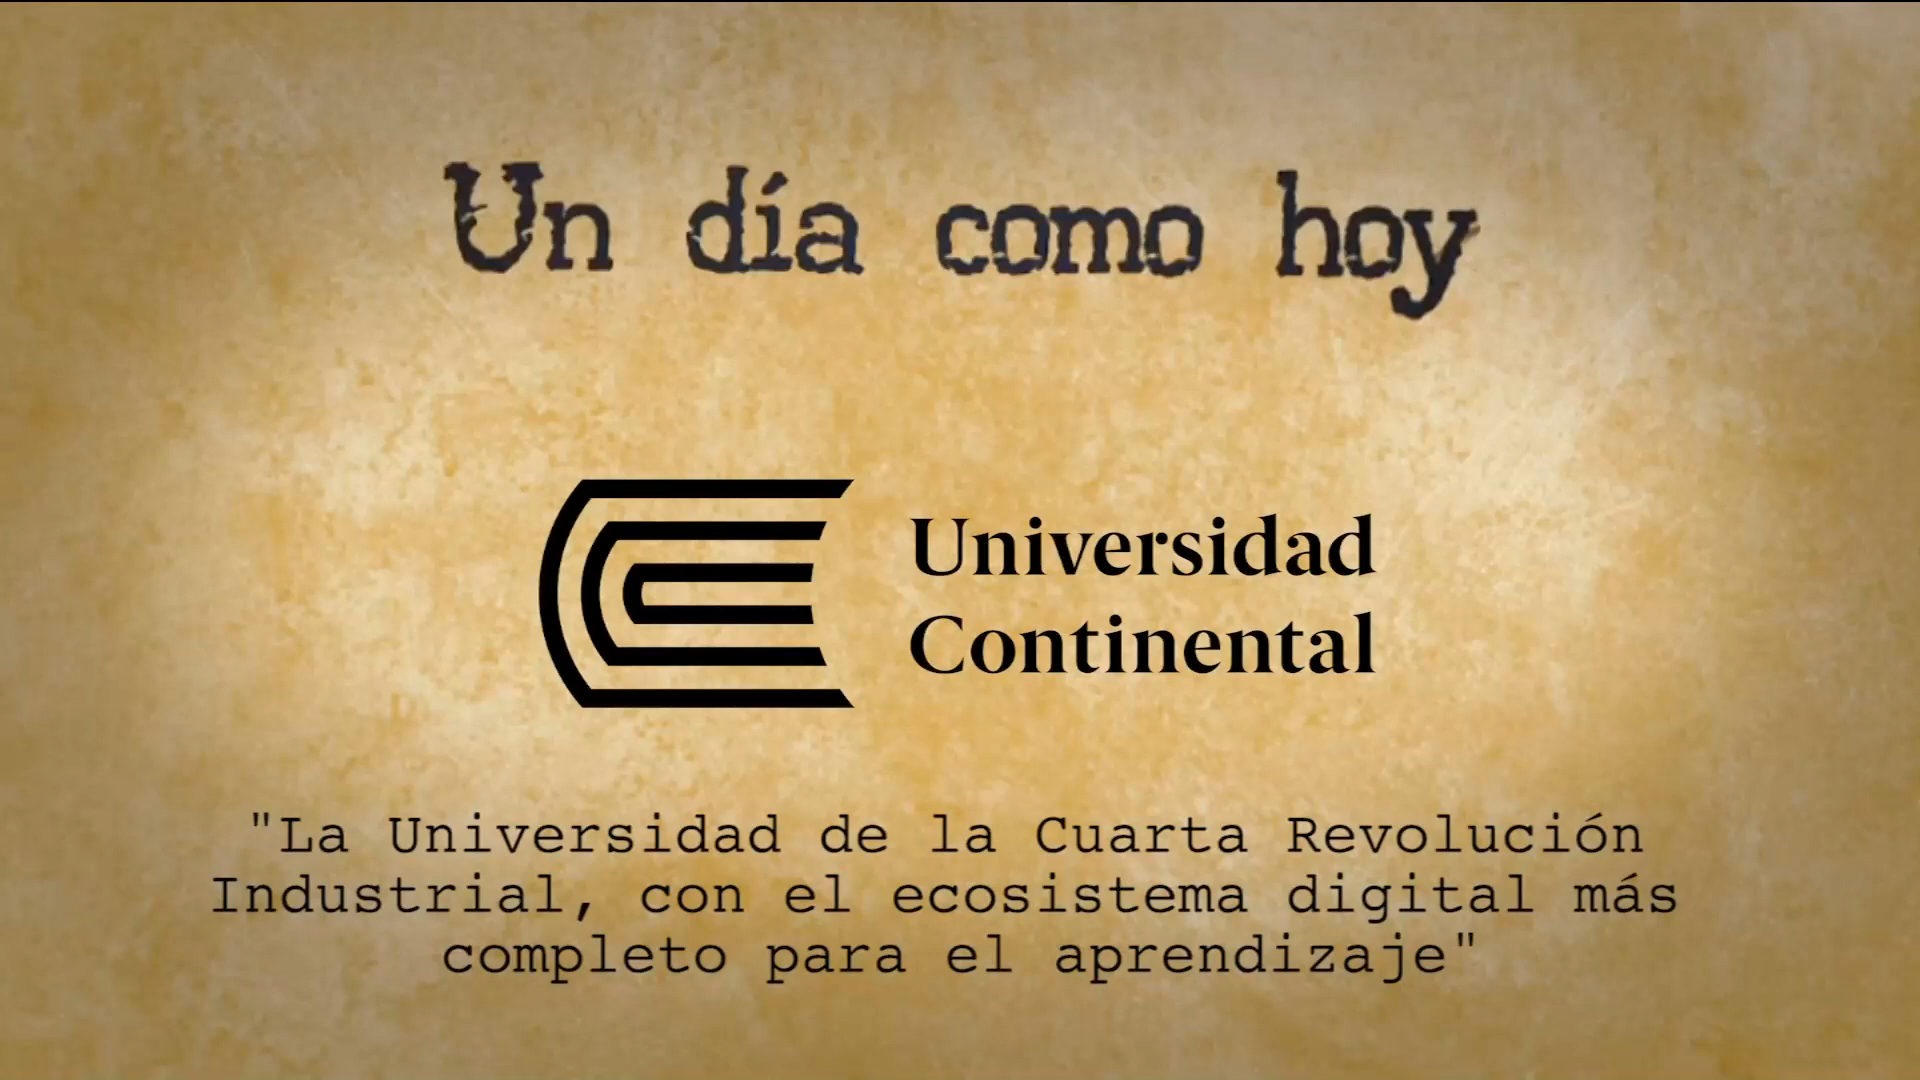 Un día como hoy
Universidad
Continental
"La Universidad de la Cuarta Revolución
Industrial, con el ecosistema digital más
completo para el aprendizaje"